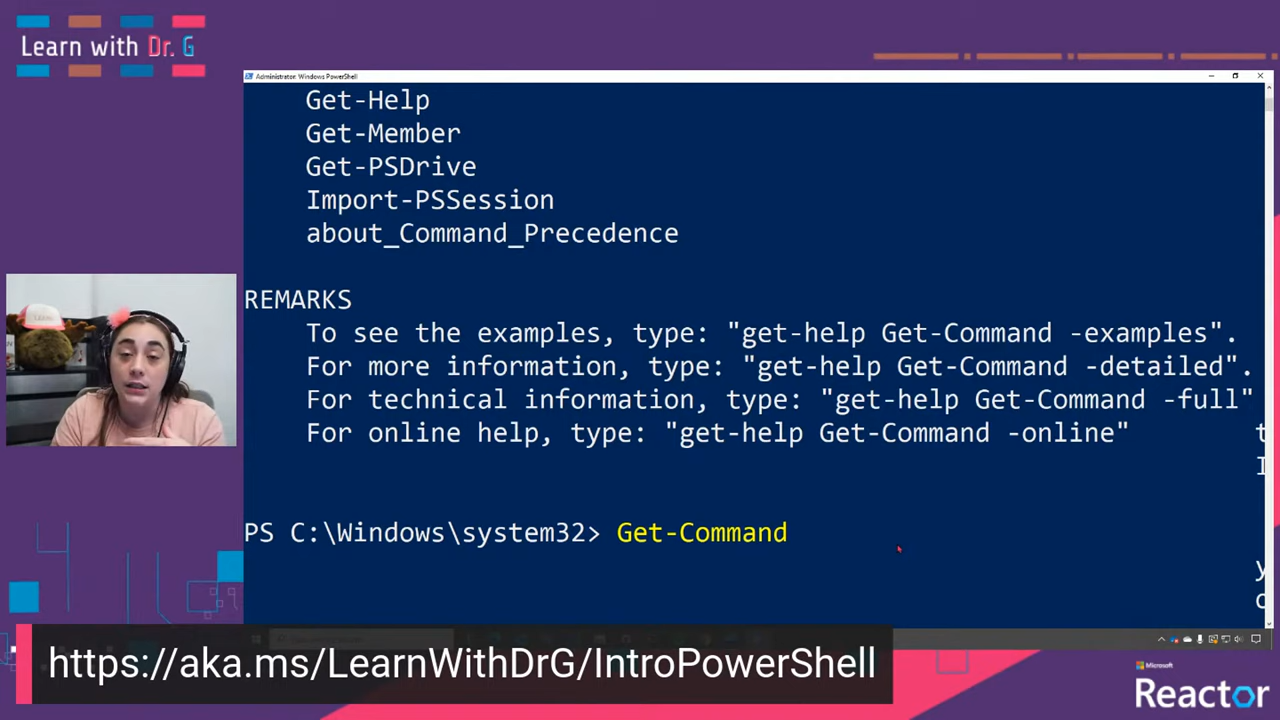 Learn with Dr. G
Administrator: Windows PowerShell
Get-Help
Get-Member
Get-PSDrive
Import-PSSession
about_Command_Precedence
REMARKS
To see the examples, type: "get-help Get-Command -examples".
For more information, type: "get-help Get-Command -detailed".
For technical information, type: "get-help Get-Command -full"
For online help, type: "get-help Get-Command -online"
PS C:\Windows\system32> Get-Command
https://aka.ms/LearnWithDrG/IntroPowerShell
Microsoft
Reactor